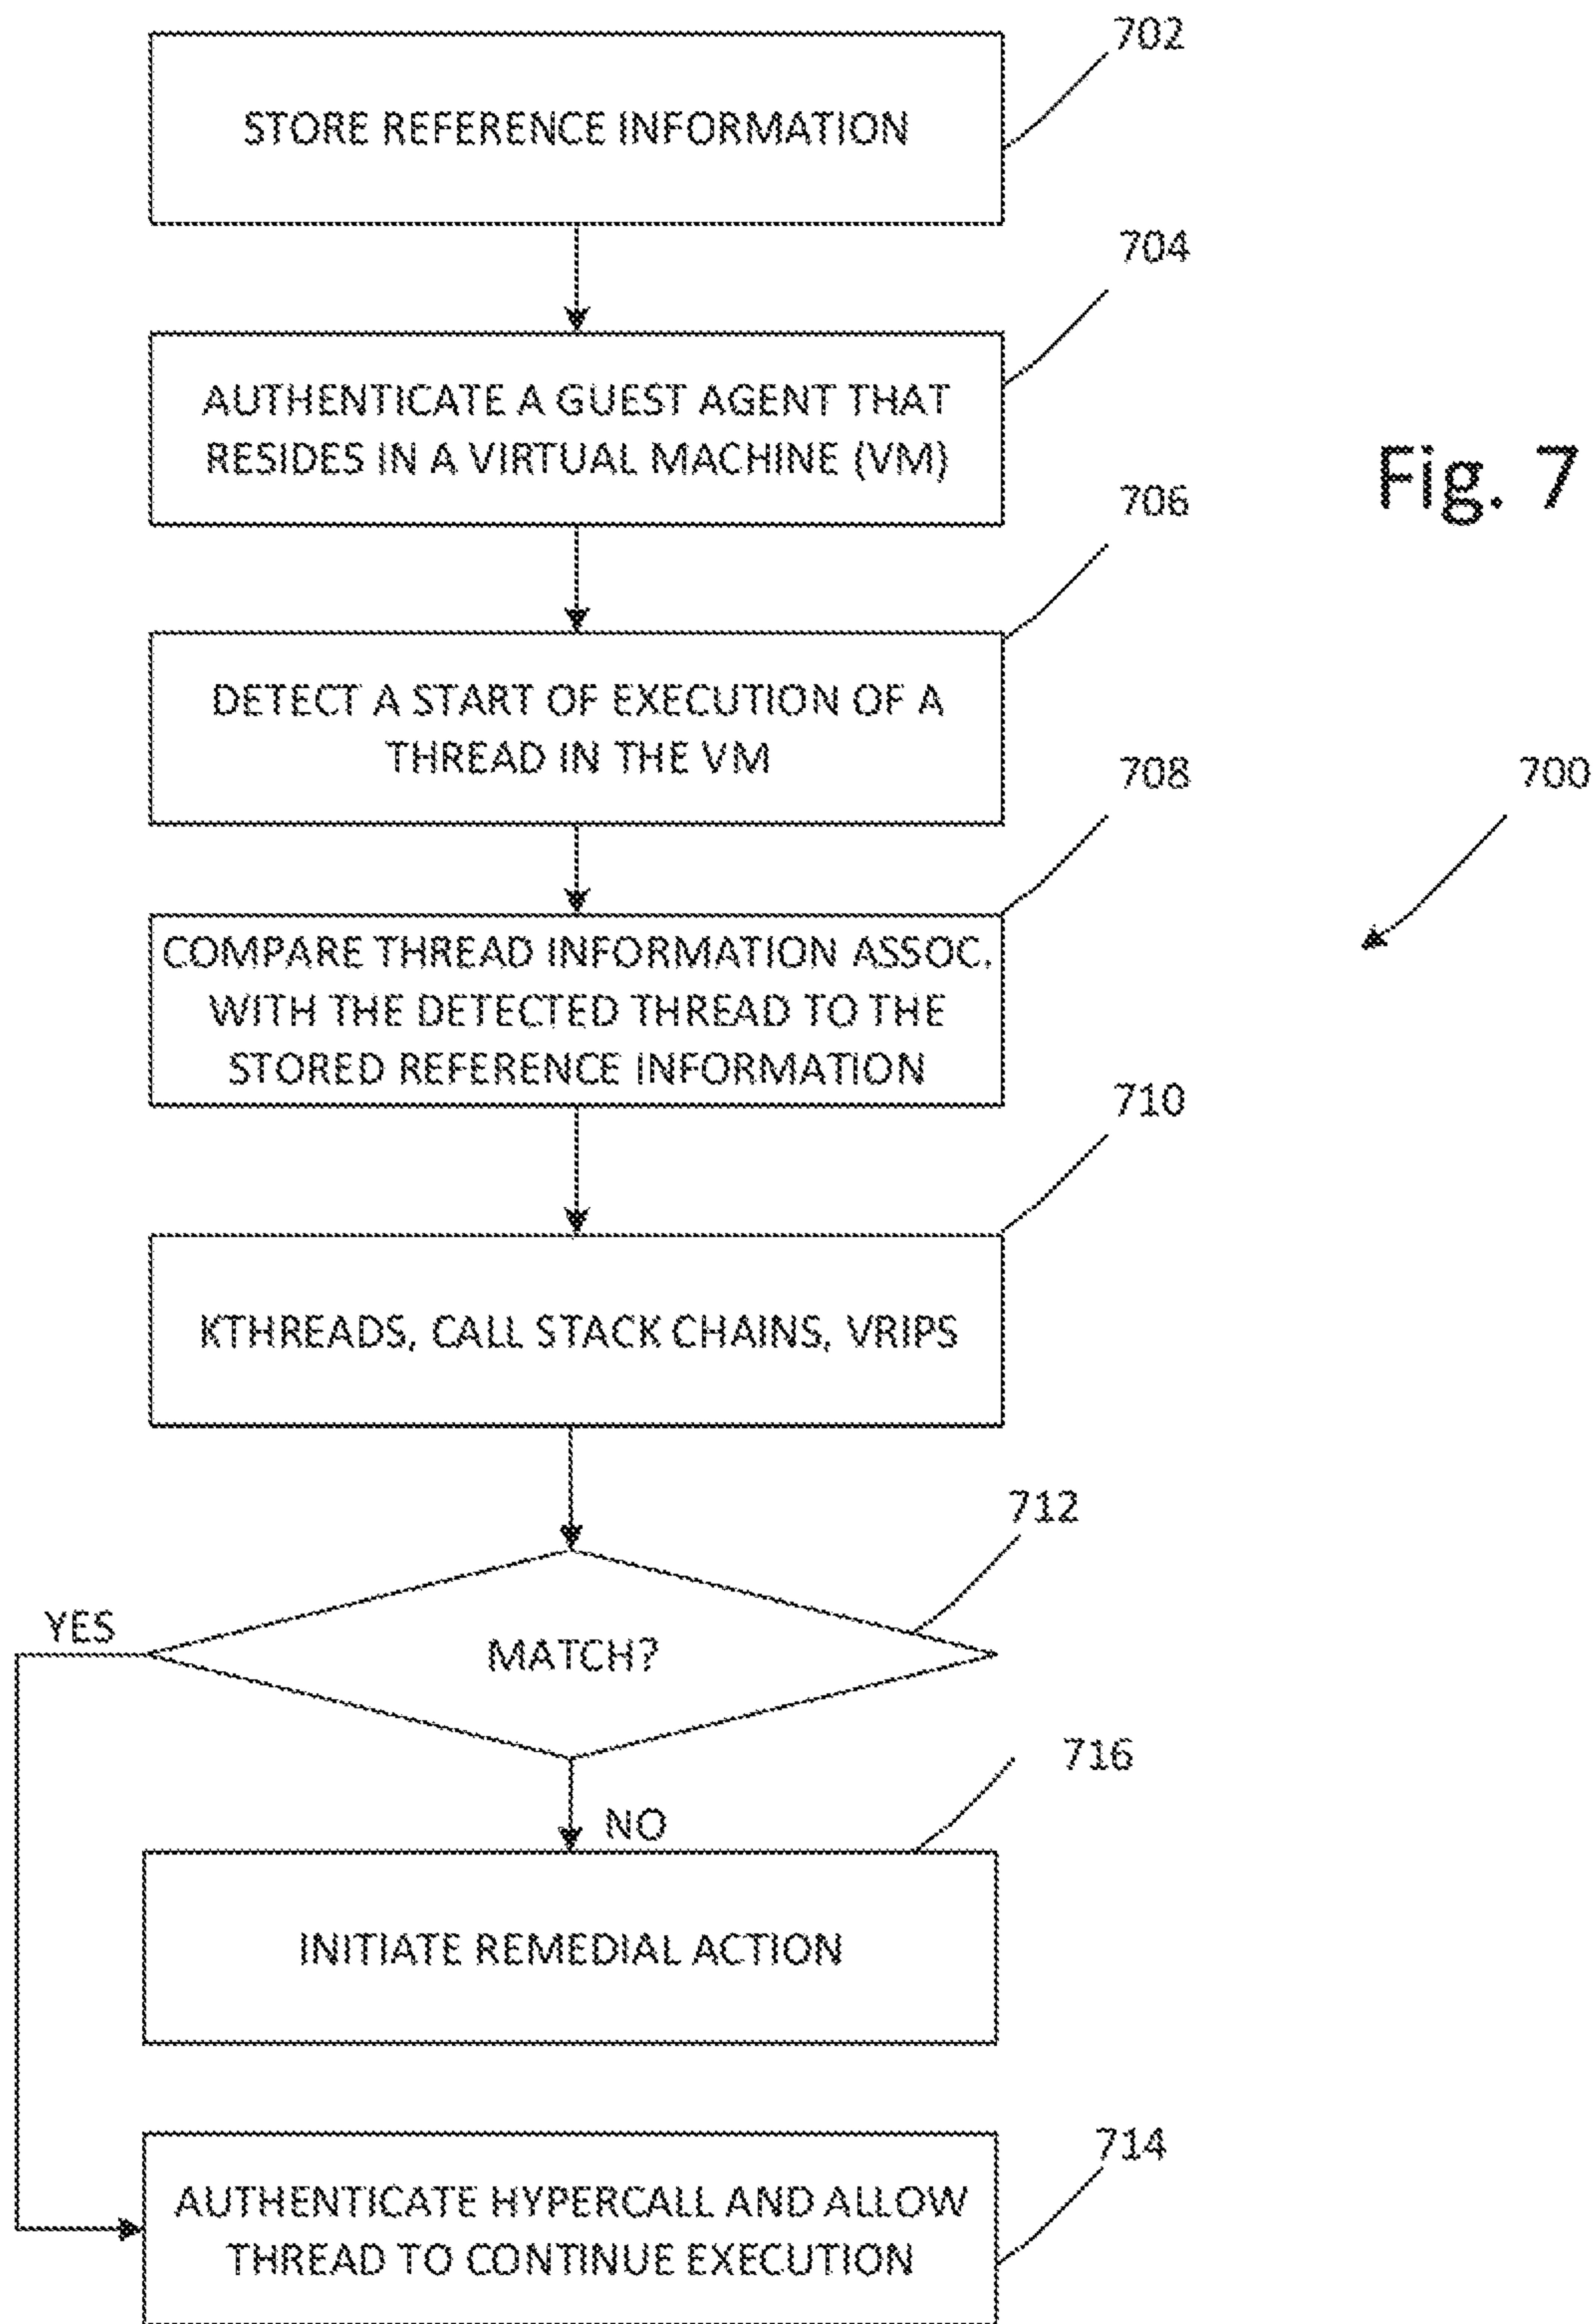 702
STORE REFERENCE INFORMATION
704
AUTHENTICATE A GUEST AGENT THAT
RESIDES IN A VIRTUAL MACHINE (VM)
Fig. 7
706
DETECT A START OF EXECUTION OF A
THREAD IN THE VM
708
700
COMPARE THREAD INFORMATION ASSOC.
WITH THE DETECTED THREAD TO THE
STORED REFERENCE INFORMATION
710
KTHREADS, CALL STACK CHAINS, VRIPS
712
YES
MATCH?
716
NO
INITIATE REMEDIAL ACTION
714
AUTHENTICATE HYPERCALL AND ALLOW
THREAD TO CONTINUE EXECUTION